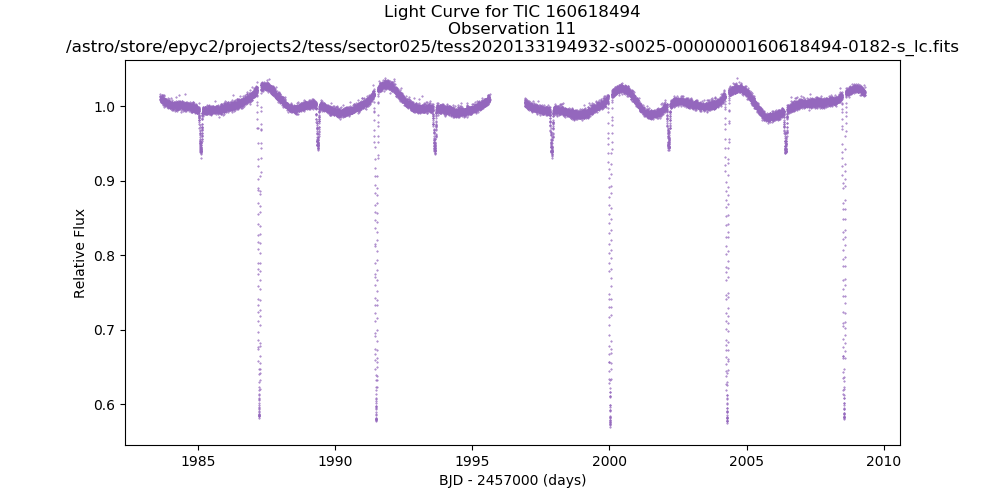 Light Curve for TIC 160618494
Observation 11
/astro/store/epyc2/projects2/tess/sector025/tess2020133194932-s0025-0000000160618494-0182-s_lc.fits
1.0
0.9
0.8
0.7
0.6
Relative Flux
1985 1990 1995 2000 2005 2010
BJD - 2457000 (days)